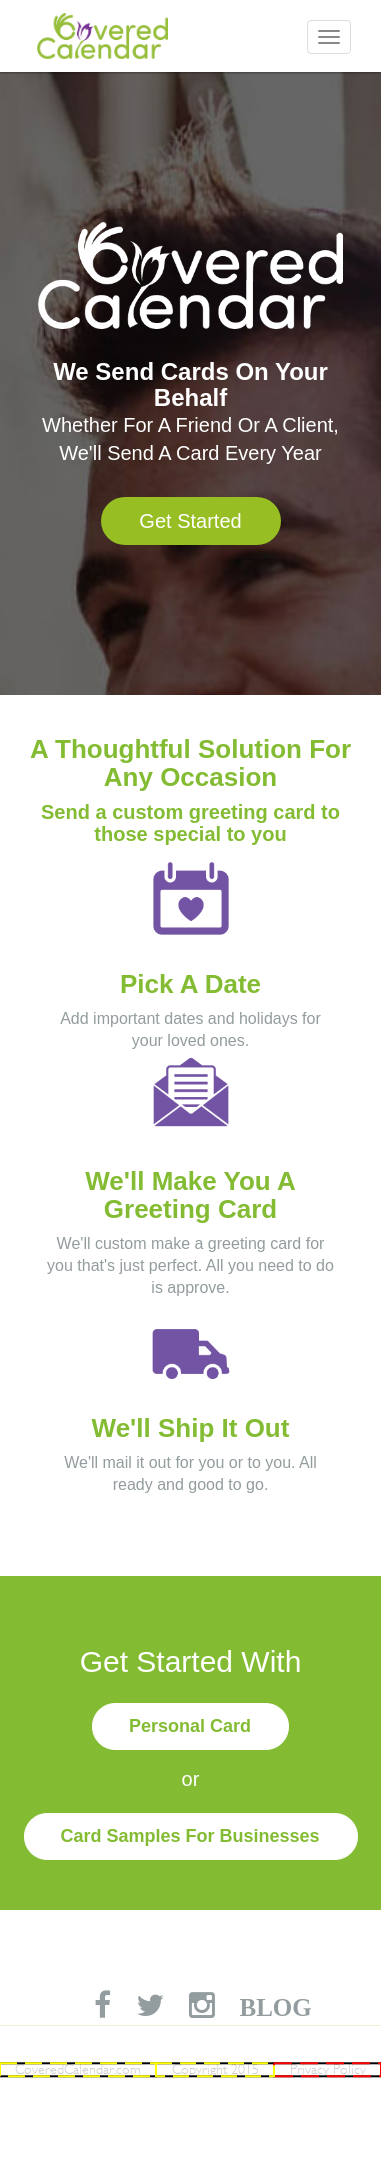 Covered
Calendar
Covered
Calendar
We Send Cards On Your
Behalf
Whether For A Friend Or A Client,
We'll Send A Card Every Year
Get Started
A Thoughtful Solution For
Any Occasion
Send a custom greeting card to
those special to you
Pick A Date
Add important dates and holidays for
your loved ones.
We'll Make You A
Greeting Card
We'll custom make a greeting card for
you that's just perfect. All you need to do
is approve.
We'll Ship It Out
We'll mail it out for you or to you. All
ready and good to go.
Get Started With
Personal Card
or
Card Samples For Businesses
BLOG
CoveredCalendar.com Copyright 2015 Privacy Policy